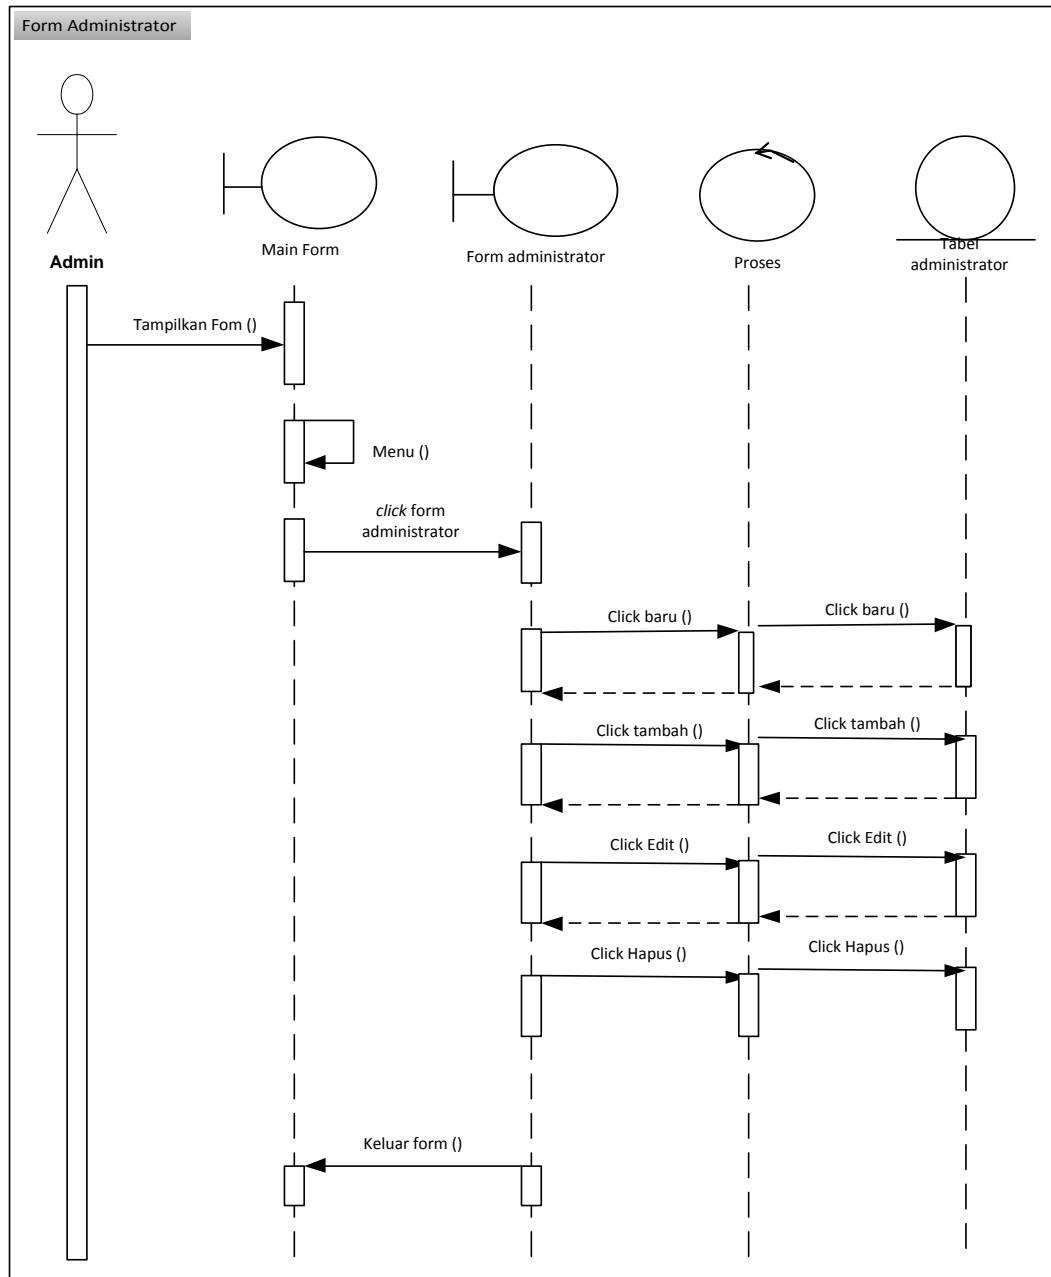 Form Administrator
Admin
Main Form
Form administrator
Proses
Tabel
administrator
Tampilkan Fom ()
Menu ()
click form
administrator
Click baru ()
Click baru ()
Click tambah ()
Click tambah ()
Click Edit ()
Click Edit ()
Click Hapus ()
Click Hapus ()
Keluar form ()